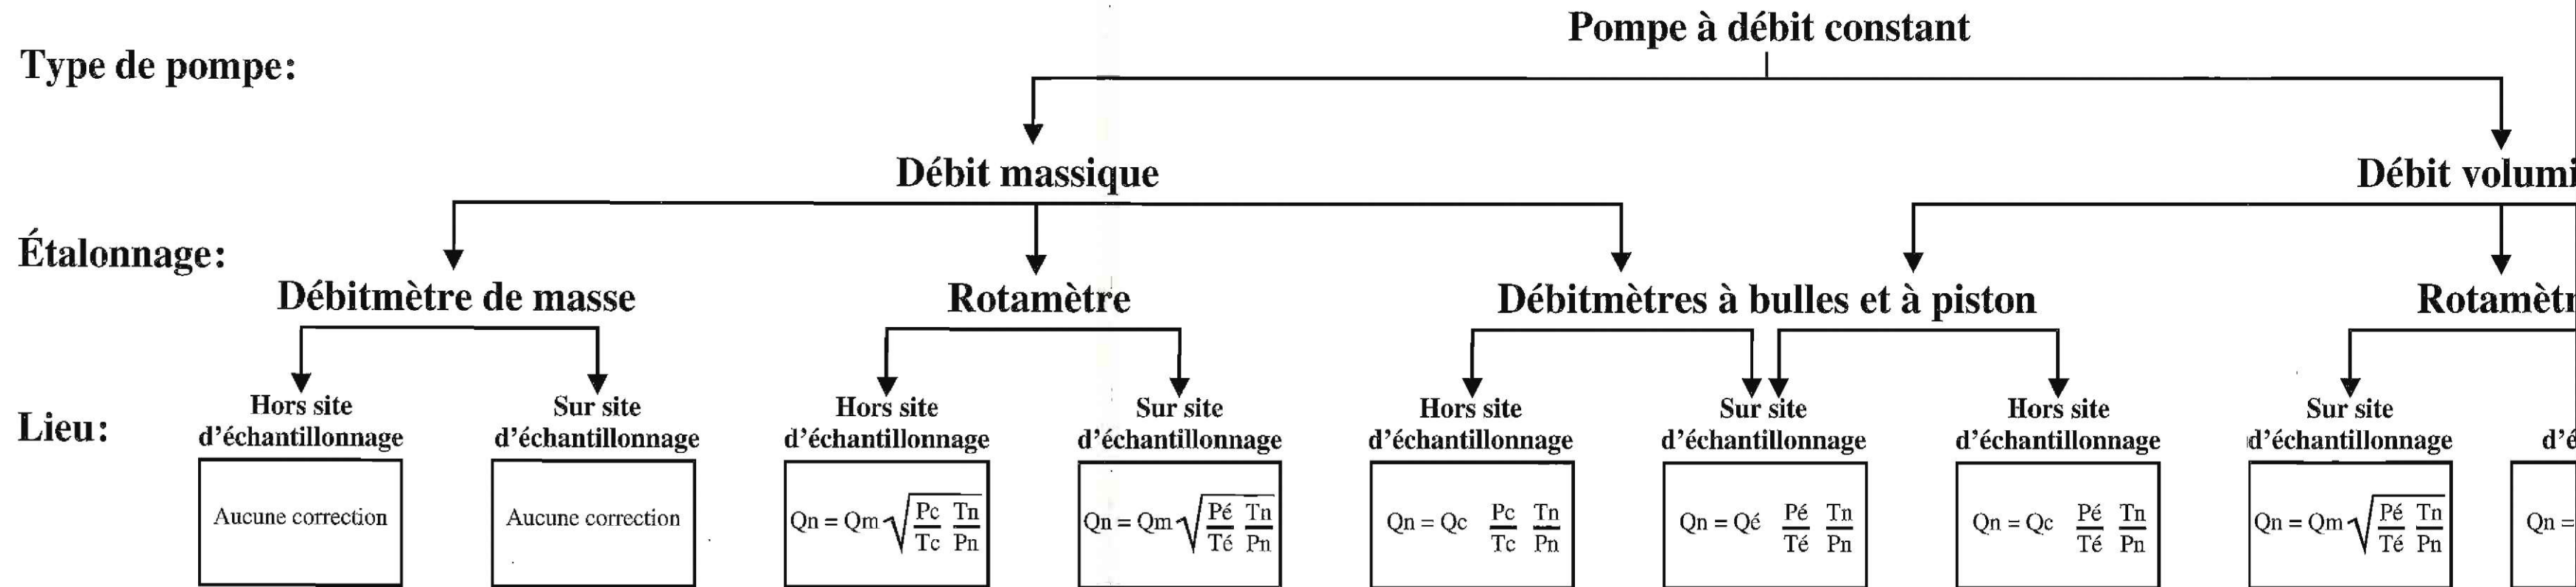 Pompe à débit constant
Type de pompe:
Débit massique
Étalonnage:
Débitmètre de masse
Rotamètre
Débitmètres à bulles et à piston
Lieu:
Hors site
d'échantillonnage
Aucune correction
Sur site
d'échantillonnage
Aucune correction
Hors site
d'échantillonnage
Qn = Qm √ Pc/Tc Tn/Pn
Sur site
d'échantillonnage
Qn = Qm √ Pé/Té Tn/Pn
Hors site
d'échantillonnage
Qn = Qc Pc/Tc Tn/Pn
Sur site
d'échantillonnage
Qn = Qé Pé/Té Tn/Pn
Hors site
d'échantillonnage
Qn = Qc Pé/Té Tn/Pn
Débit
Sur site
d'échantillonnage
Qn = Qm √ Pé/Té Tn/Pn
Qn =